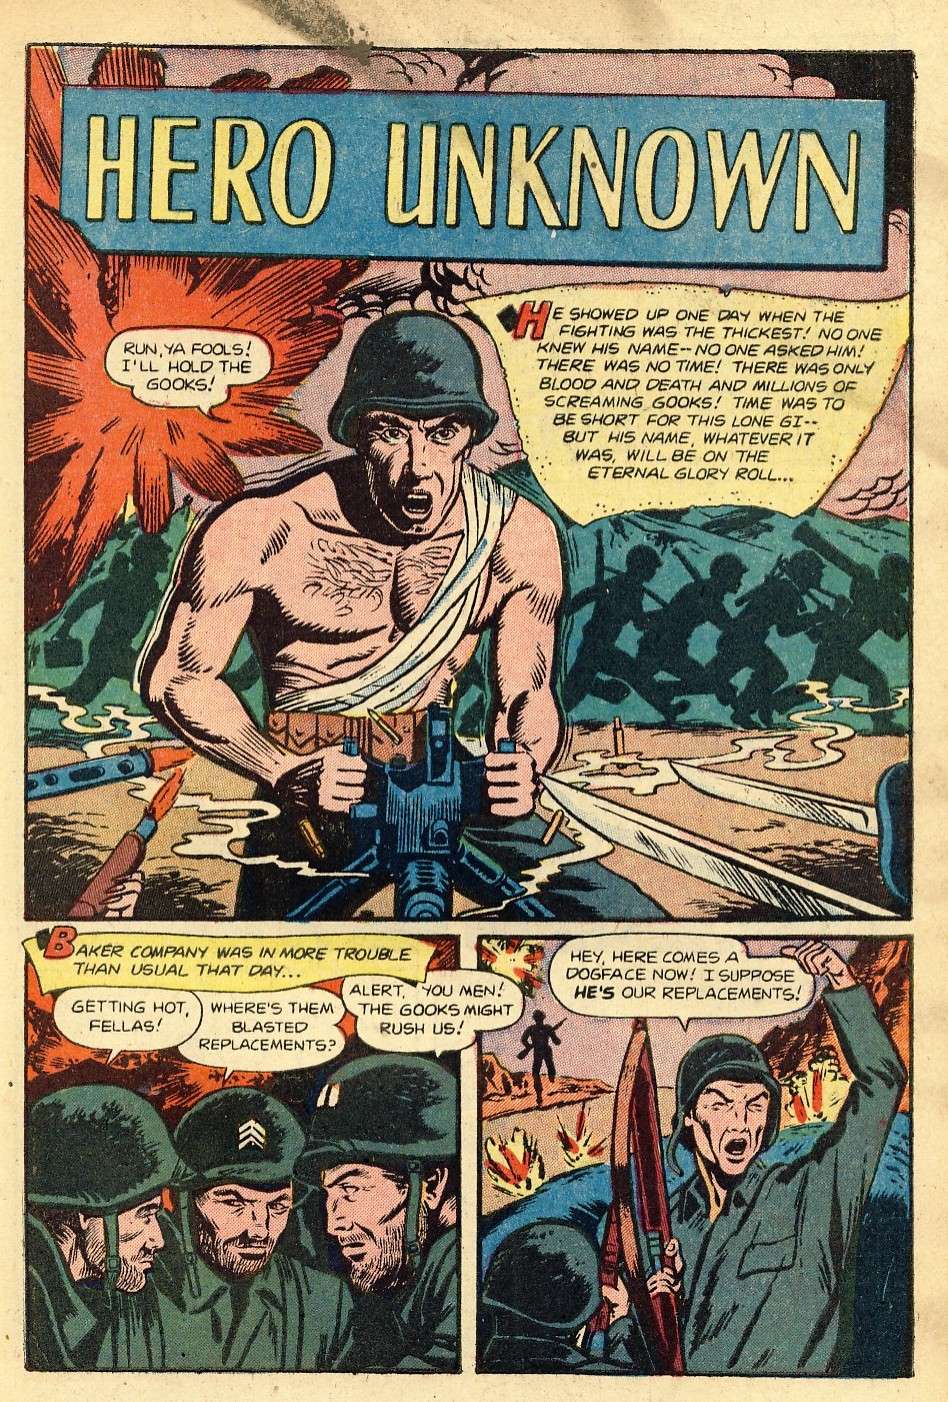 HERO UNKNOWN
RUN, YA FOOLS!
I'LL HOLD THE
GOOKS!
HE SHOWED UP ONE DAY WHEN THE
FIGHTING WAS THE THICKEST! NO ONE
KNEW HIS NAME--NO ONE ASKED HIM!
THERE WAS NO TIME! THERE WAS ONLY
BLOOD AND DEATH AND MILLIONS OF
SCREAMING GOOKS! TIME WAS TO
BE SHORT FOR THIS LONE GI--
BUT HIS NAME, WHATEVER IT
WAS, WILL BE ON THE
ETERNAL GLORY ROLL...
BAKER COMPANY WAS IN MORE TROUBLE
THAN USUAL THAT DAY...
GETTING HOT,
FELLAS!
WHERE'S THEM
BLASTED
REPLACEMENTS?
ALERT, YOU MEN!
THE GOOKS MIGHT
RUSH US!
HEY, HERE COMES A
DOGFACE NOW! I SUPPOSE
HE'S OUR REPLACEMENTS!